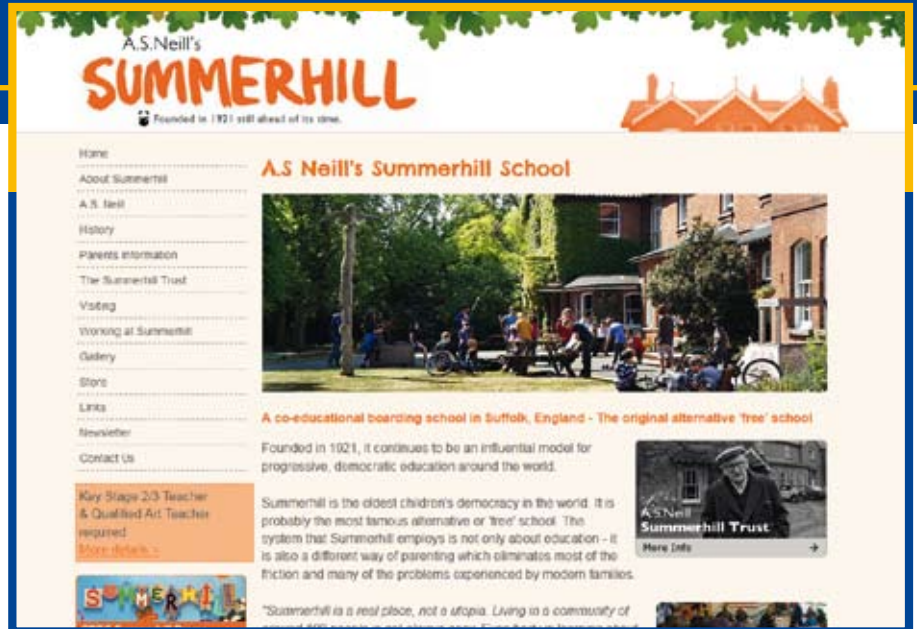 A.S.Neill's
SUMMERHILL
Founded in 1921 still ahead of its time.
Home
About Summerhill
A.S. Neill
History
Parents information
The Summerhill Trust
Visiting
Working at Summerhill
Gallery
Store
Links
Newsletter
Contact Us
Key Stage 2/3 Teacher
& Qualified Art Teacher
required
More details >
SUMMERHILL
A.S Neill's Summerhill School
A co-educational boarding school in Suffolk, England - The original alternative 'free' school
Founded in 1921, it continues to be an influential model for
progressive, democratic education around the world.
Summerhill is the oldest children's democracy in the world. It is
probably the most famous alternative or 'free' school. The
system that Summerhill employs is not only about education - it
is also a different way of parenting which eliminates most of the
friction and many of the problems experienced by modern families.
"Summerhill is a real place, not a utopia. Living in a community of
A.S.Neill
Summerhill Trust
More Info